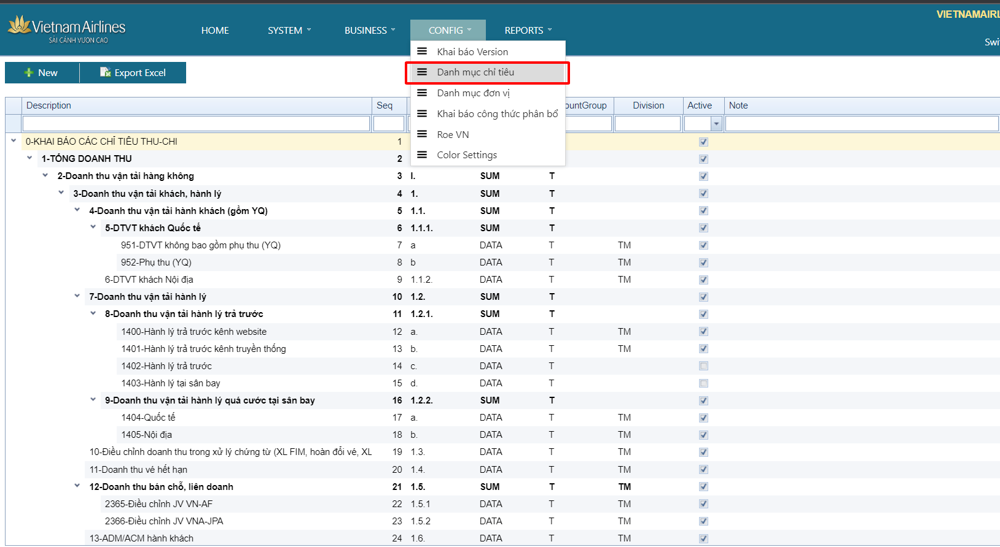 VIETNAMAIRL
Vietnam Airlines
SẢI CÁNH VƯƠN CAO
HOME SYSTEM BUSINESS CONFIG REPORTS
Swi
Khai báo Version
Danh mục chỉ tiêu
Danh mục đơn vị
Khai báo công thức phân bổ
Roe VN
Color Settings
New Export Excel
Description Seq ountGroup Division Active Note
0-KHAI BÁO CÁC CHỈ TIÊU THU-CHI 1
1-TỔNG DOANH THU 2
2-Doanh thu vận tải hàng không 3 I. SUM T
3-Doanh thu vận tải khách, hành lý 4 1. SUM T
4-Doanh thu vận tải hành khách (gồm YQ) 5 1.1. SUM T
5-DTVT khách Quốc tế 6 1.1.1. SUM T
951-DTVT không bao gồm phụ thu (YQ) 7 a DATA T TM
952-Phụ thu (YQ) 8 b DATA T TM
6-DTVT khách Nội địa 9 1.1.2. DATA T TM
7-Doanh thu vận tải hành lý 10 1.2. SUM T
8-Doanh thu vận tải hành lý trả trước 11 1.2.1. SUM T
1400-Hành lý trả trước kênh website 12 a. DATA T TM
1401-Hành lý trả trước kênh truyền thống 13 b. DATA T TM
1402-Hành lý trả trước 14 c. DATA T
1403-Hành lý tại sân bay 15 d. DATA T
9-Doanh thu vận tải hành lý quá cước tại sân bay 16 1.2.2. SUM T
1404-Quốc tế 17 a. DATA T TM
1405-Nội địa 18 b. DATA T TM
10-Điều chỉnh doanh thu trong xử lý chứng từ (XL FIM, hoàn đổi vé, XL 19 1.3. DATA T TM
11-Doanh thu vé hết hạn 20 1.4. DATA T TM
12-Doanh thu bán chỗ, liên doanh 21 1.5. SUM T TM
2365-Điều chỉnh JV VN-AF 22 1.5.1 DATA T TM
2366-Điều chỉnh JV VNA-JPA 23 1.5.2 DATA T TM
13-ADM/ACM hành khách 24 1.6. DATA T TM